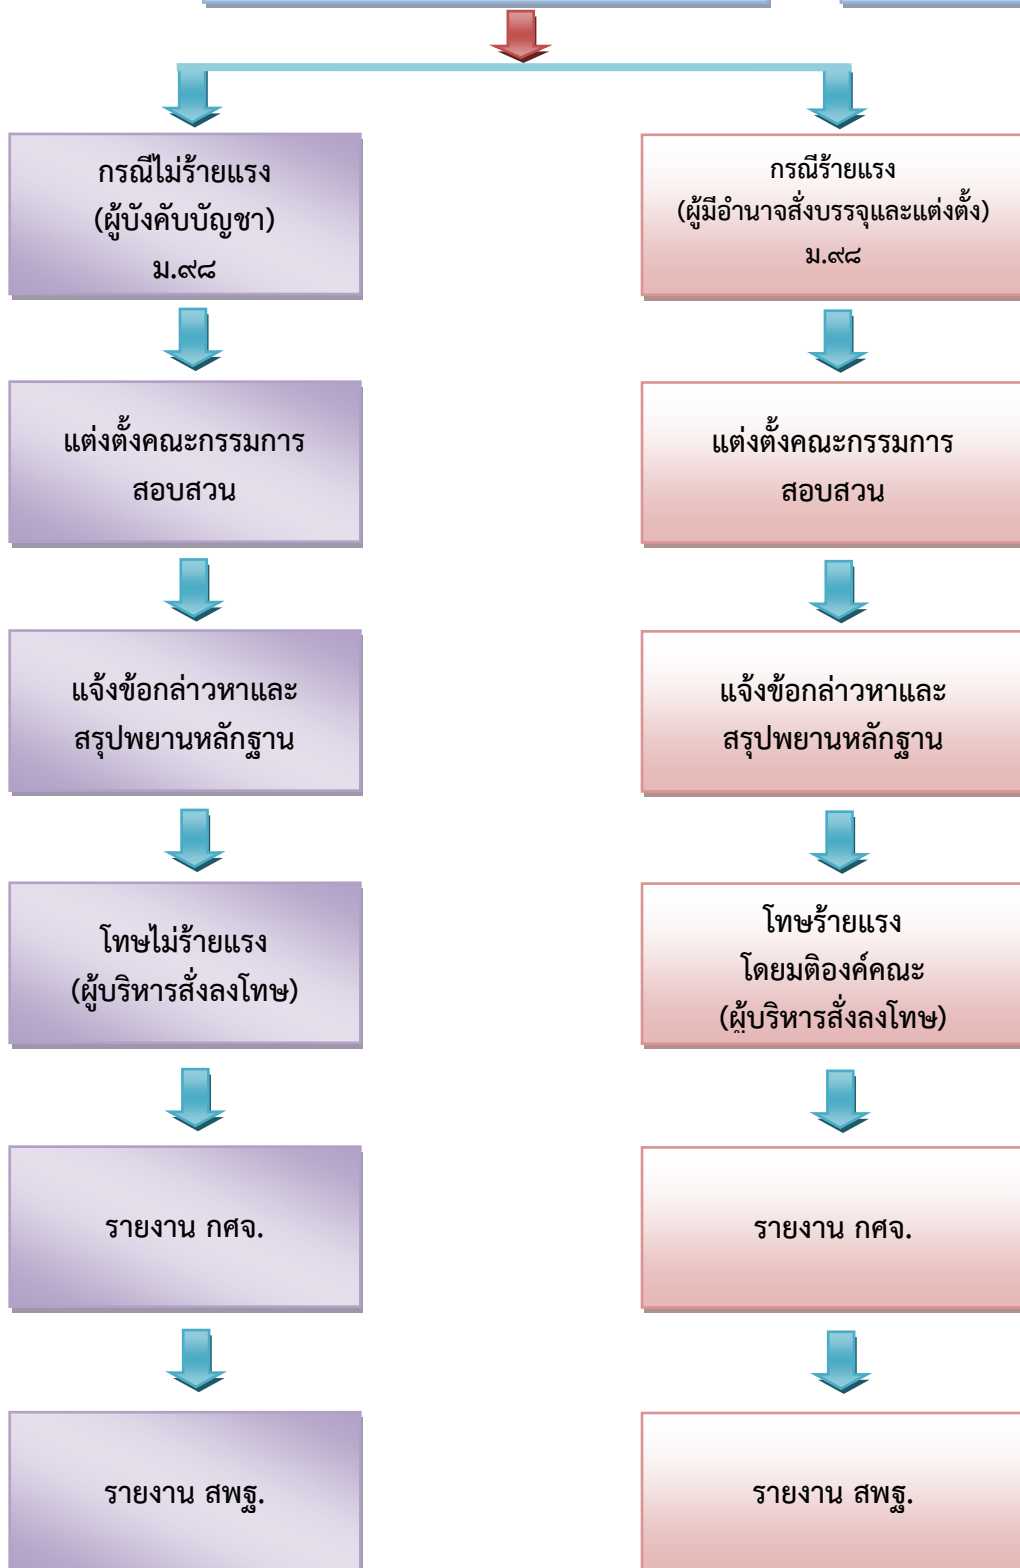 กรณีไม่ร้ายแรง
(ผู้บังคับบัญชา)
ม.๙๘
กรณีร้ายแรง
(ผู้มีอำนาจสั่งบรรจุและแต่งตั้ง)
ม.๙๘
แต่งตั้งคณะกรรมการ
สอบสวน
แต่งตั้งคณะกรรมการ
สอบสวน
แจ้งข้อกล่าวหาและ
สรุปพยานหลักฐาน
แจ้งข้อกล่าวหาและ
สรุปพยานหลักฐาน
โทษไม่ร้ายแรง
(ผู้บริหารสั่งลงโทษ)
โทษร้ายแรง
โดยมติองค์คณะ
(ผู้บริหารสั่งลงโทษ)
รายงาน กศจ.
รายงาน กศจ.
รายงาน สพฐ.
รายงาน สพฐ.